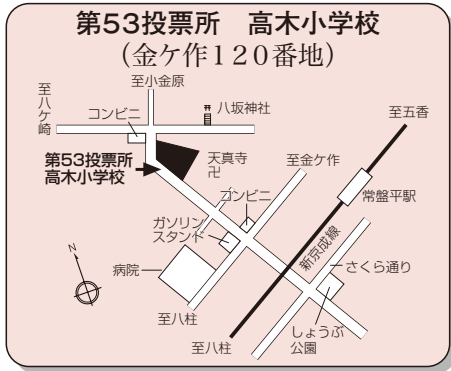 第53投票所　高木小学校
（金ケ作１２０番地）
至小金原
至八ケ崎
コンビニ
八坂神社
至五香
第53投票所
高木小学校
天真寺
卍
至金ケ作
コンビニ
常盤平駅
ガソリン
スタンド
新京成線
さくら通り
病院
N
至八柱
至八柱
しょうぶ
公園